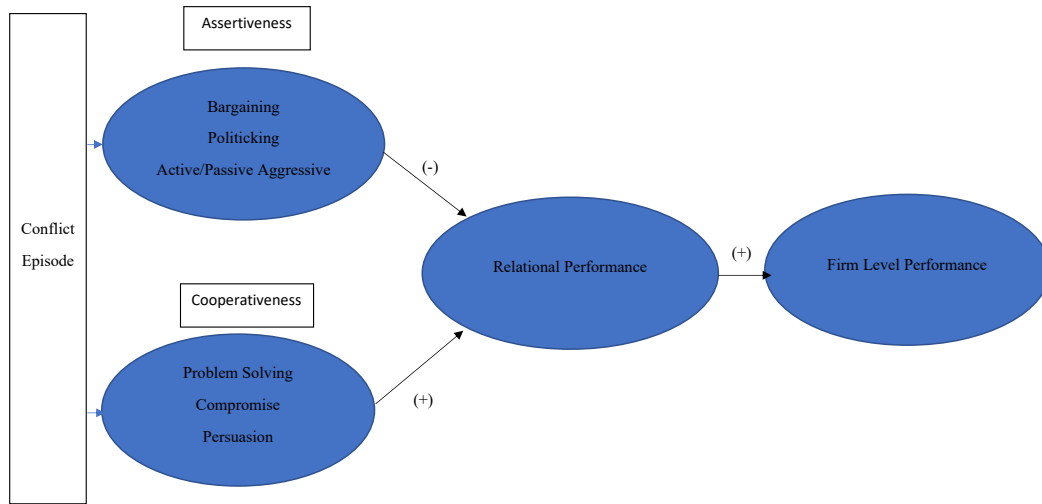 Assertiveness
Bargaining
Politicking
Active/Passive Aggressive
(-)
Conflict
Episode
Relational Performance
(+)
Firm Level Performance
Cooperativeness
Problem Solving
Compromise
Persuasion
(+)